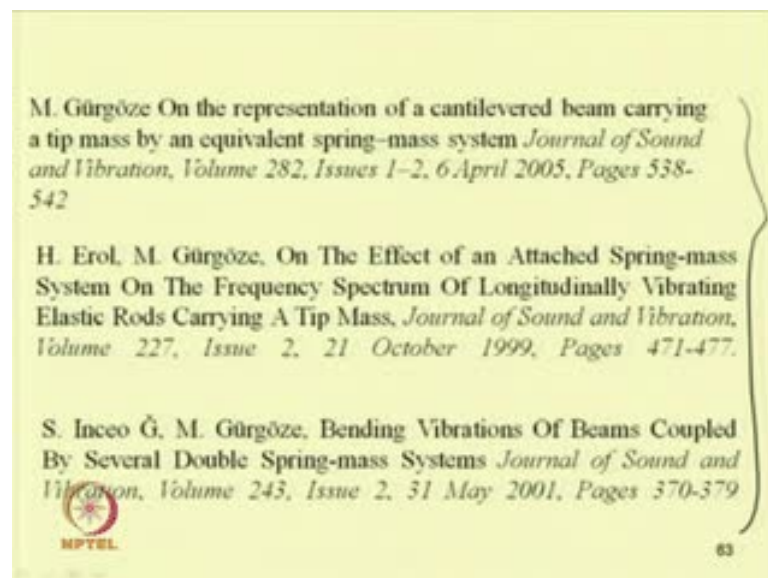 M. Gürgöze On the representation of a cantilevered beam carrying
a tip mass by an equivalent spring–mass system Journal of Sound
and Vibration, Volume 282, Issues 1–2, 6 April 2005, Pages 538-
542
H. Erol, M. Gürgöze, On The Effect of an Attached Spring-mass
System On The Frequency Spectrum Of Longitudinally Vibrating
Elastic Rods Carrying A Tip Mass, Journal of Sound and Vibration,
Volume 227, Issue 2, 21 October 1999, Pages 471-477.
S. Inceo Ğ, M. Gürgöze, Bending Vibrations Of Beams Coupled
By Several Double Spring-mass Systems Journal of Sound and
Vibration, Volume 243, Issue 2, 31 May 2001, Pages 370-379
NPTEL
63